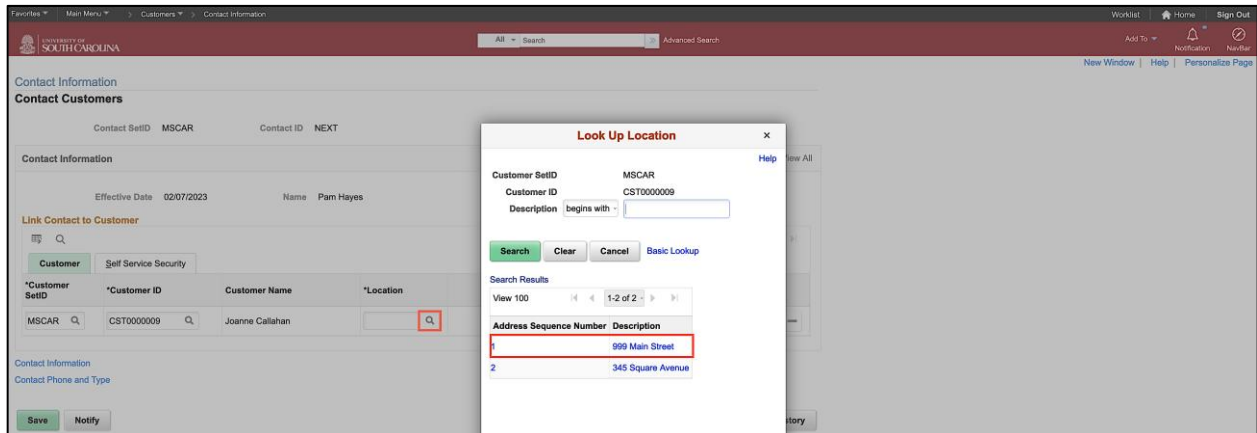 Favorites Main Menu > Customers > Contact Information Worklist Home Sign Out
UNIVERSITY OF
SOUTH CAROLINA
All Search Advanced Search Add To Notification NavBar
New Window | Help | Personalize Page
Contact Information
Contact Customers
Contact SetID MSCAR Contact ID NEXT
Contact Information View All
Effective Date 02/07/2023 Name Pam Hayes
Link Contact to Customer
Customer Self Service Security
*Customer SetID *Customer ID Customer Name *Location
MSCAR CST0000009 Joanne Callahan
Contact Information
Contact Phone and Type
Save Notify
Look Up Location ×
Help
Customer SetID MSCAR
Customer ID CST0000009
Description begins with
Search Clear Cancel Basic Lookup
Search Results
View 100 1-2 of 2
Address Sequence Number Description
1 999 Main Street
2 345 Square Avenue